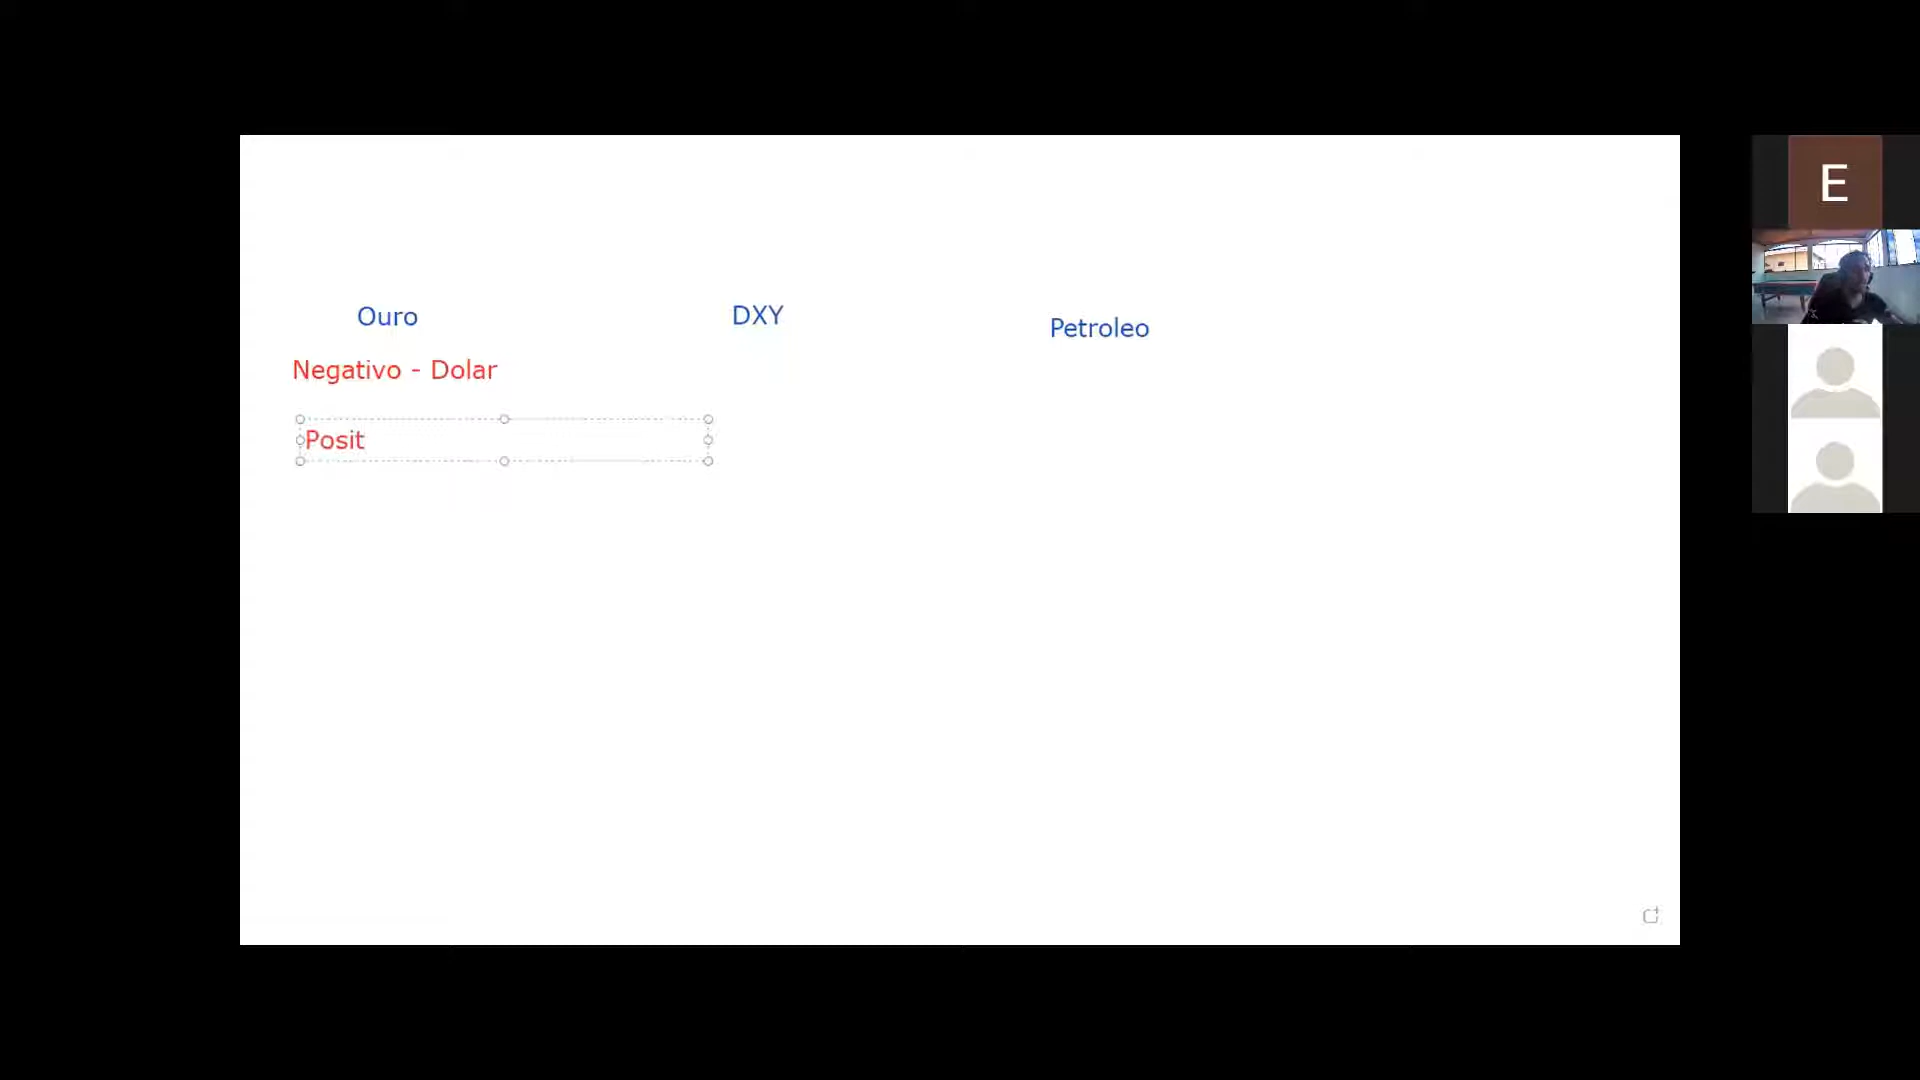 Ouro
DXY
Petroleo
Negativo - Dolar
Posit
E